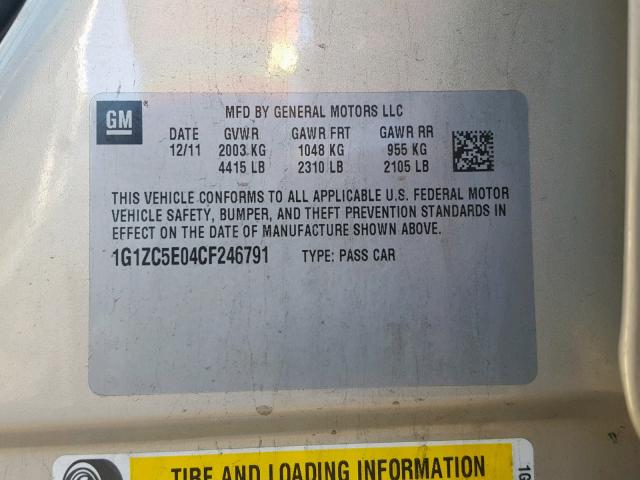 GM
MFD BY GENERAL MOTORS LLC
DATE GVWR GAWR FRT GAWR RR
12/11 2003 KG 1048 KG 955 KG
4415 LB 2310 LB 2105 LB
THIS VEHICLE CONFORMS TO ALL APPLICABLE U.S. FEDERAL MOTOR
VEHICLE SAFETY, BUMPER, AND THEFT PREVENTION STANDARDS IN
EFFECT ON THE DATE OF MANUFACTURE SHOWN ABOVE.
1G1ZC5E04CF246791 TYPE: PASS CAR
TIRE AND LOADING INFORMATION
1G